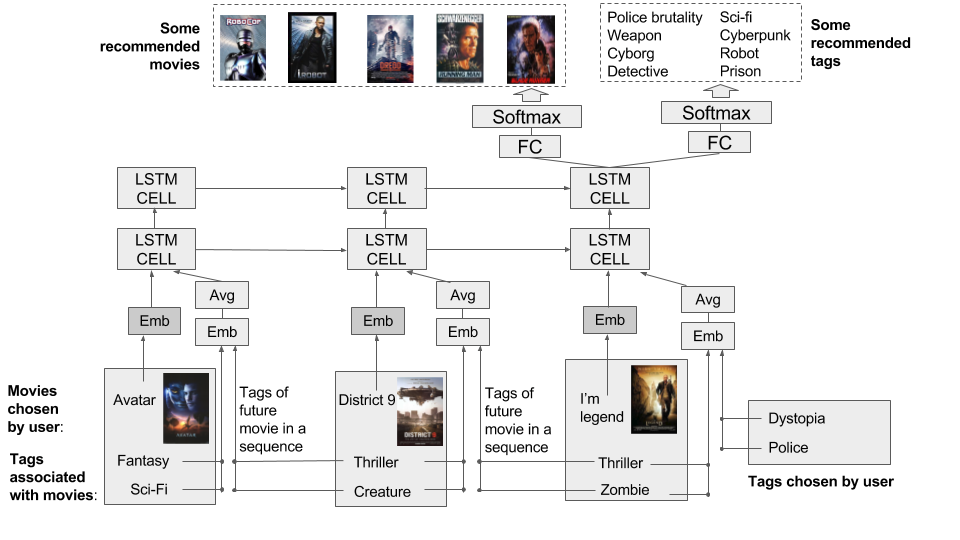 Some
recommended
movies
ROBOCOP
I,ROBOT
DREDD
SCHWARZENEGGER
RUNNING MAN
BLADE RUNNER
Police brutality
Weapon
Cyborg
Detective
Sci-fi
Cyberpunk
Robot
Prison
Some
recommended
tags
Softmax
Softmax
FC
FC
LSTM
CELL
LSTM
CELL
LSTM
CELL
LSTM
CELL
LSTM
CELL
LSTM
CELL
Avg
Avg
Avg
Emb
Emb
Emb
Emb
Emb
Emb
Movies
chosen
by user:
Avatar
AVATAR
Tags of
future
movie in a
sequence
District 9
DISTRICT 9
Tags of
future
movie in a
sequence
I'm
legend
Dystopia
Police
Tags chosen by user
Tags
associated
with movies:
Fantasy
Sci-Fi
Thriller
Creature
Thriller
Zombie